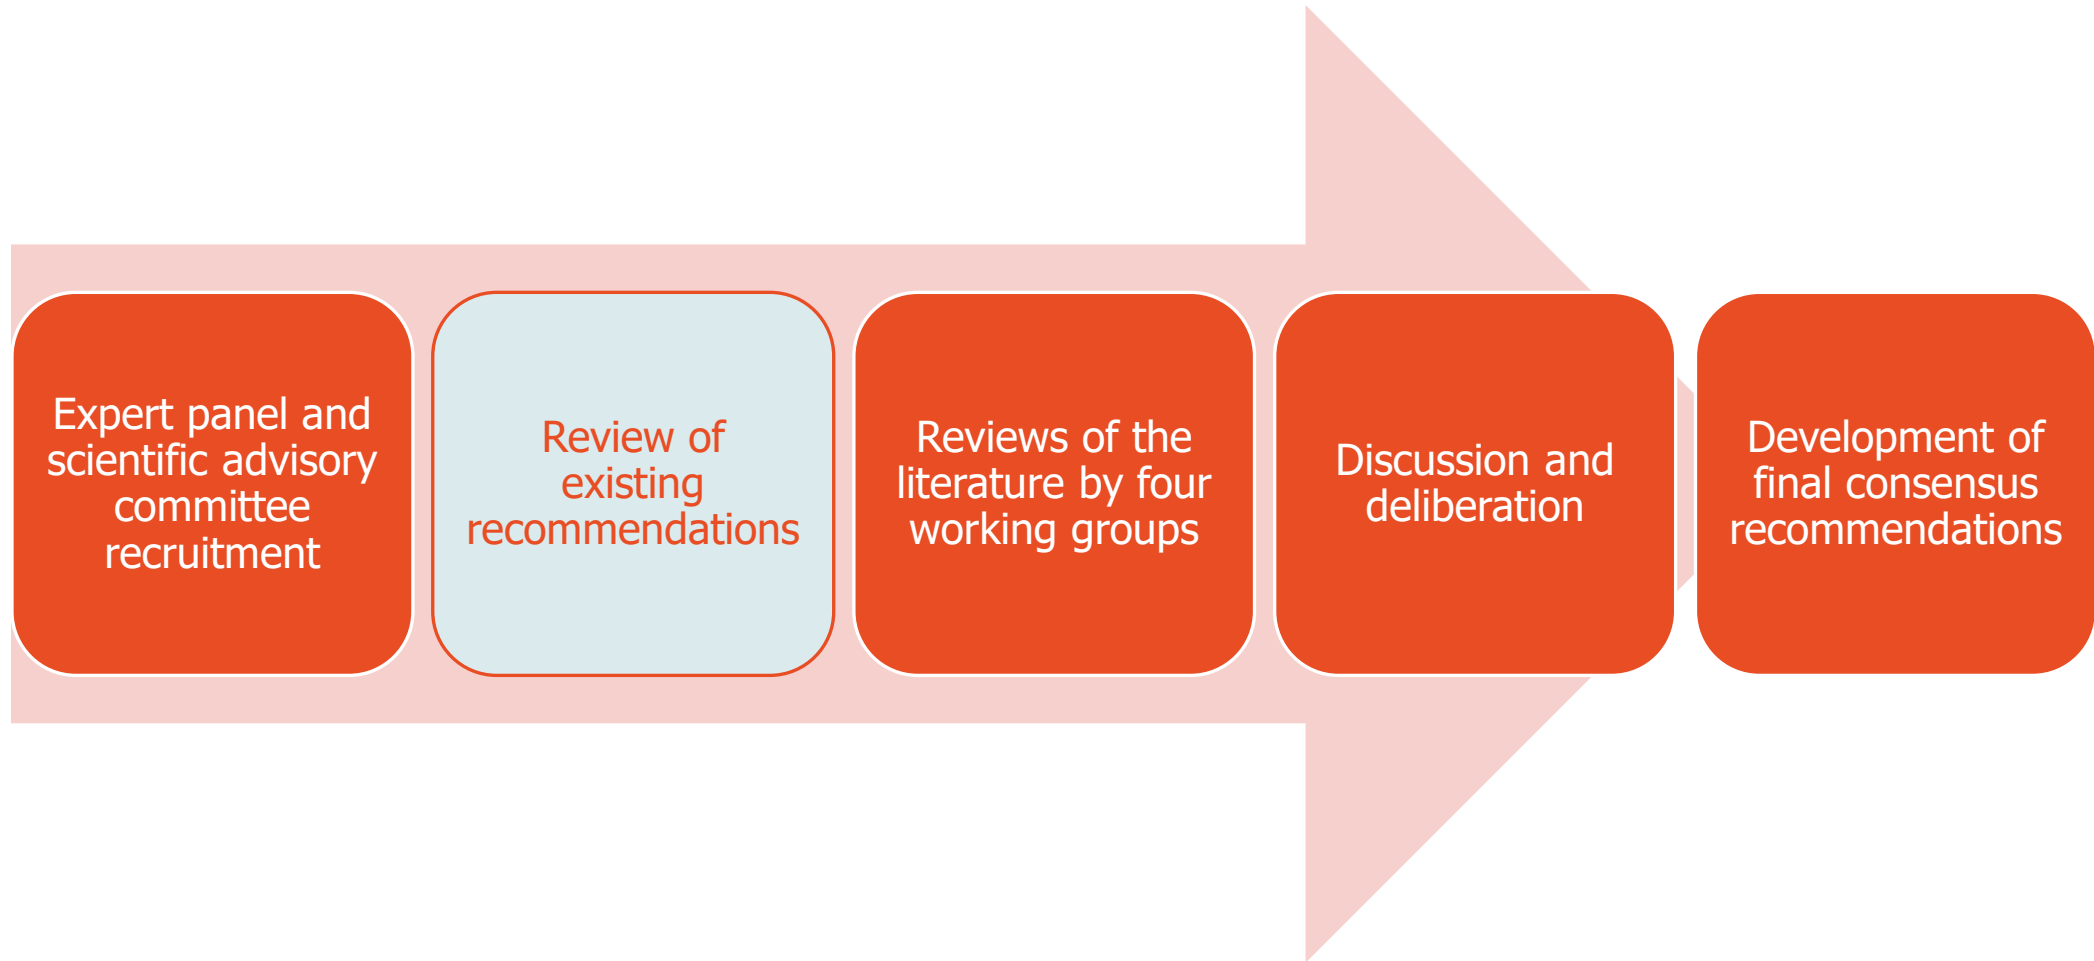 Expert panel and
scientific advisory
committee
recruitment
Review of
existing
recommendations
Reviews of the
literature by four
working groups
Discussion and
deliberation
Development of
final consensus
recommendations